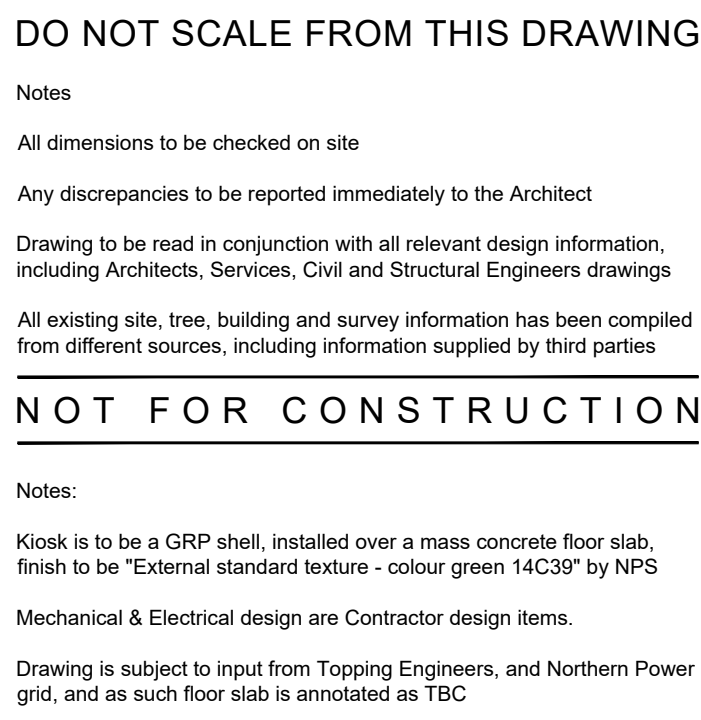 DO NOT SCALE FROM THIS DRAWING
Notes
All dimensions to be checked on site
Any discrepancies to be reported immediately to the Architect
Drawing to be read in conjunction with all relevant design information,
including Architects, Services, Civil and Structural Engineers drawings
All existing site, tree, building and survey information has been compiled
from different sources, including information supplied by third parties
NOT FOR CONSTRUCTION
Notes:
Kiosk is to be a GRP shell, installed over a mass concrete floor slab,
finish to be "External standard texture - colour green 14C39" by NPS
Mechanical & Electrical design are Contractor design items.
Drawing is subject to input from Topping Engineers, and Northern Power
grid, and as such floor slab is annotated as TBC